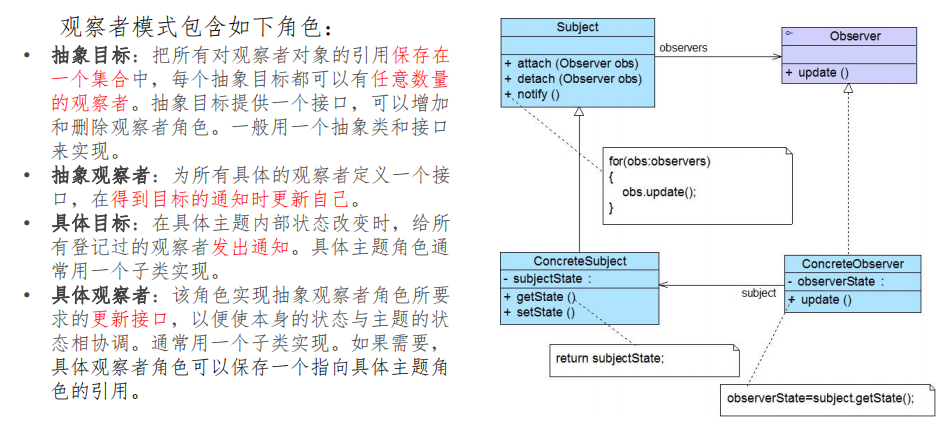 观察者模式包含如下角色：
• 抽象目标：把所有对观察者对象的引用保存在
一个集合中，每个抽象目标都可以有任意数量
的观察者。抽象目标提供一个接口，可以增加
和删除观察者角色。一般用一个抽象类和接口
来实现。
• 抽象观察者：为所有具体的观察者定义一个接
口，在得到目标的通知时更新自己。
• 具体目标：在具体主题内部状态改变时，给所
有登记过的观察者发出通知。具体主题角色通
常用一个子类实现。
• 具体观察者：该角色实现抽象观察者角色所要
求的更新接口，以便使本身的状态与主题的状
态相协调。通常用一个子类实现。如果需要，
具体观察者角色可以保存一个指向具体主题角
色的引用。
Subject
+ attach (Observer obs)
+ detach (Observer obs)
+ notify ()
observers
Observer
+ update ()
for(obs:observers)
{
obs.update();
}
ConcreteSubject
- subjectState :
+ getState ()
+ setState ()
subject
ConcreteObserver
- observerState :
+ update ()
return subjectState;
observerState=subject.getState();